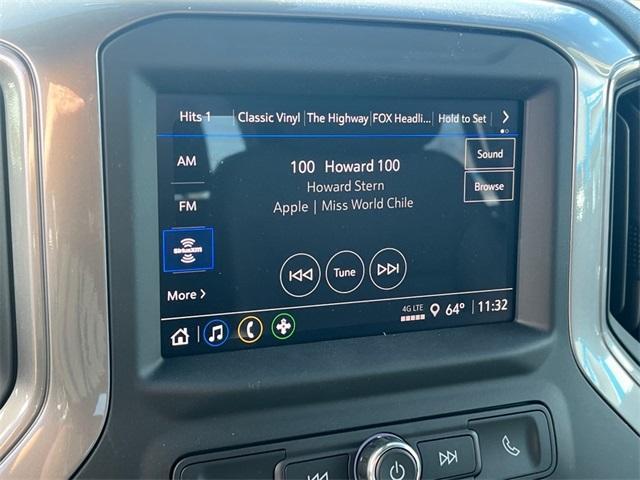 Hits 1 Classic Vinyl The Highway FOX Headli... Hold to Set
AM
Sound
100 Howard 100
Howard Stern
Browse
FM
Apple | Miss World Chile
SiriusXM
Tune
More
4G LTE
64° 11:32